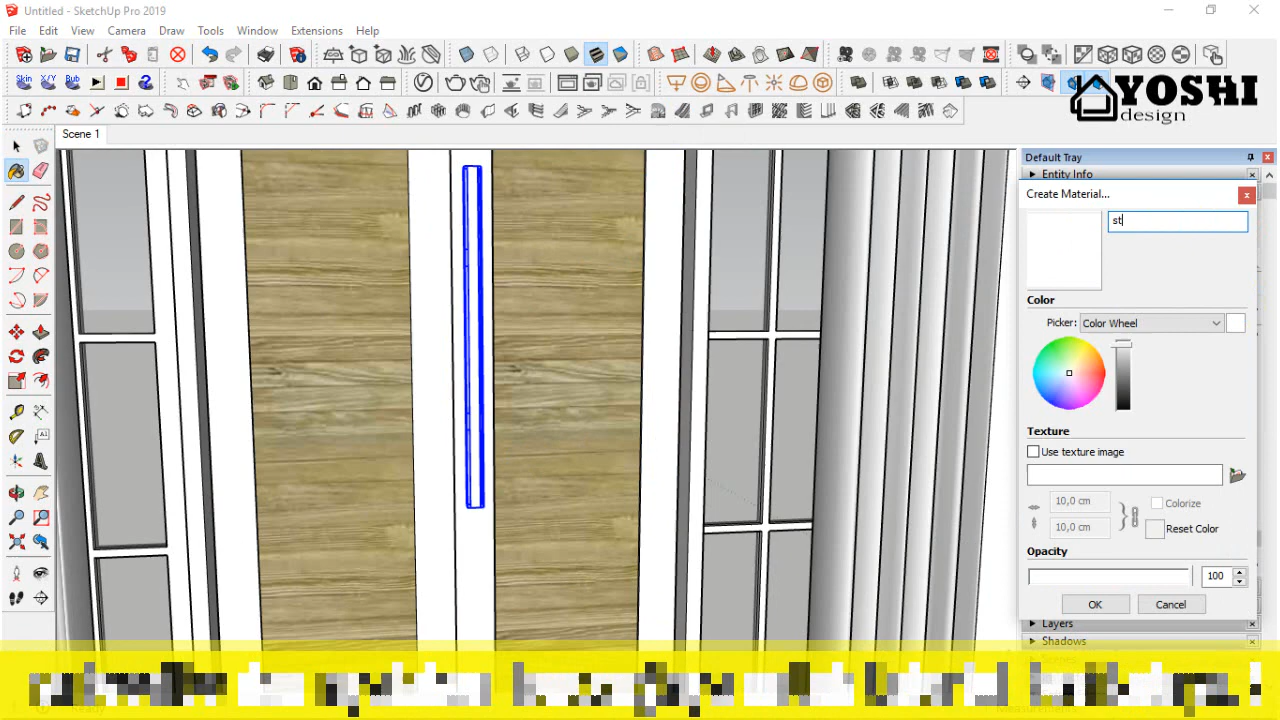 Untitled - SketchUp Pro 2019
File Edit View Camera Draw Tools Window Extensions Help
Skin X/Y Bub
YOSHI
design
Scene 1
Default Tray
Entity Info
Create Material...
st
Color
Picker: Color Wheel
Texture
Use texture image
10,0 cm
Colorize
10,0 cm
Reset Color
Opacity
100
OK Cancel
Layers
Shadows